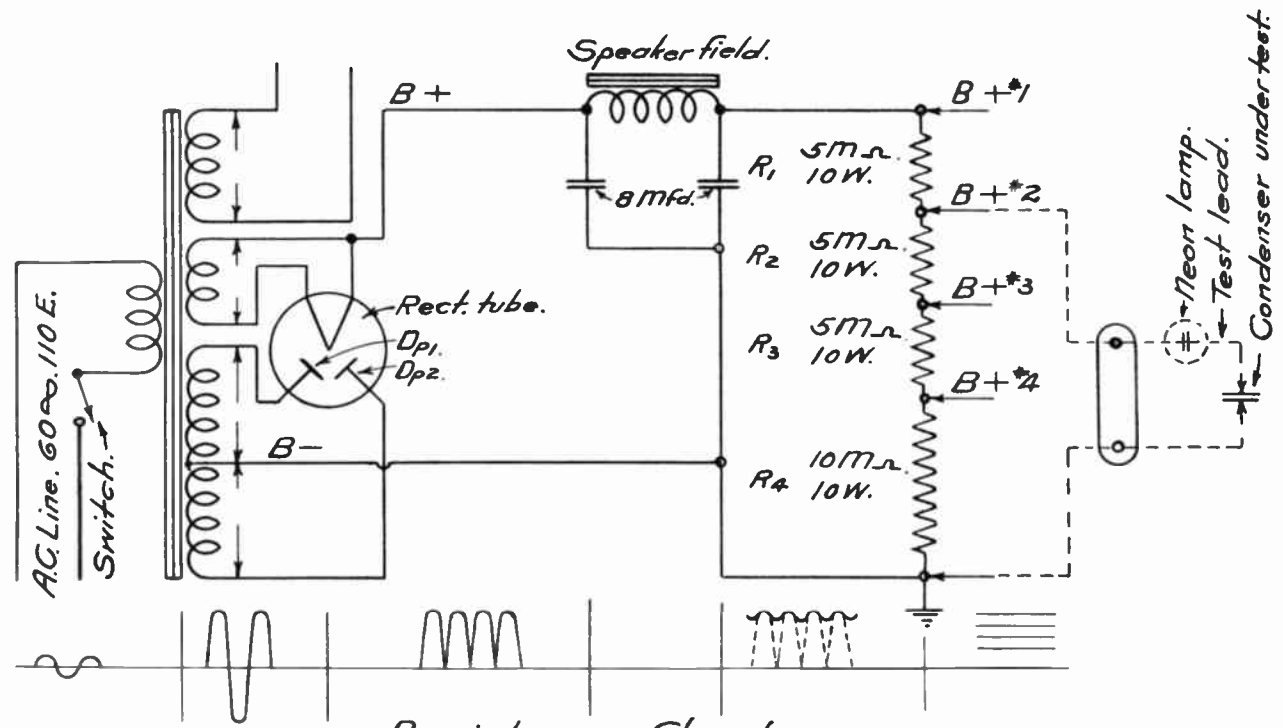 Speaker field.
B+
B+#1
R1 5MΩ. 10W.
8 Mfd.
B+#2
R2 5MΩ. 10W.
B+#3
Rect. tube.
R3 5MΩ 10W.
Dp1.
Dp2.
B+#4
B-
R4 10MΩ 10W.
A.C. Line. 60∾. 110 E.
Switch.
Neon lamp.
Test lead.
Condenser under test.